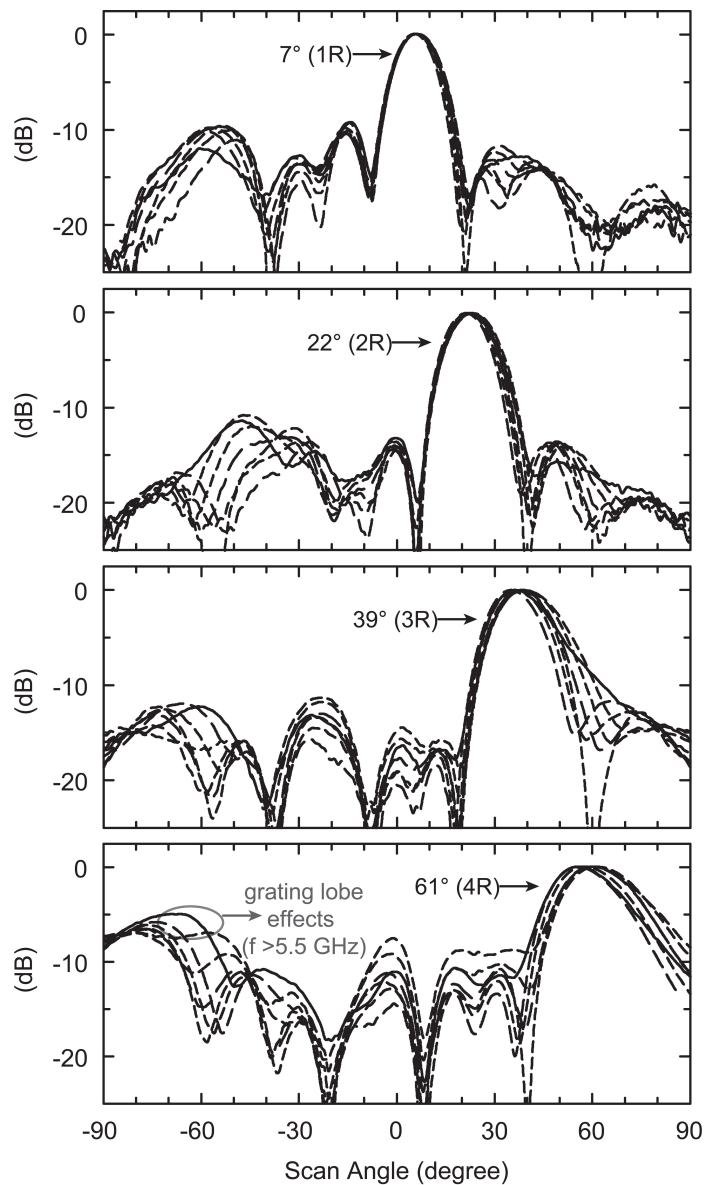 0
7° (1R)
(dB)
-10
-20
0
22° (2R)
(dB)
-10
-20
0
39° (3R)
(dB)
-10
-20
0
61° (4R)
grating lobe
effects
(f >5.5 GHz)
(dB)
-10
-20
-90 -60 -30 0 30 60 90
Scan Angle (degree)